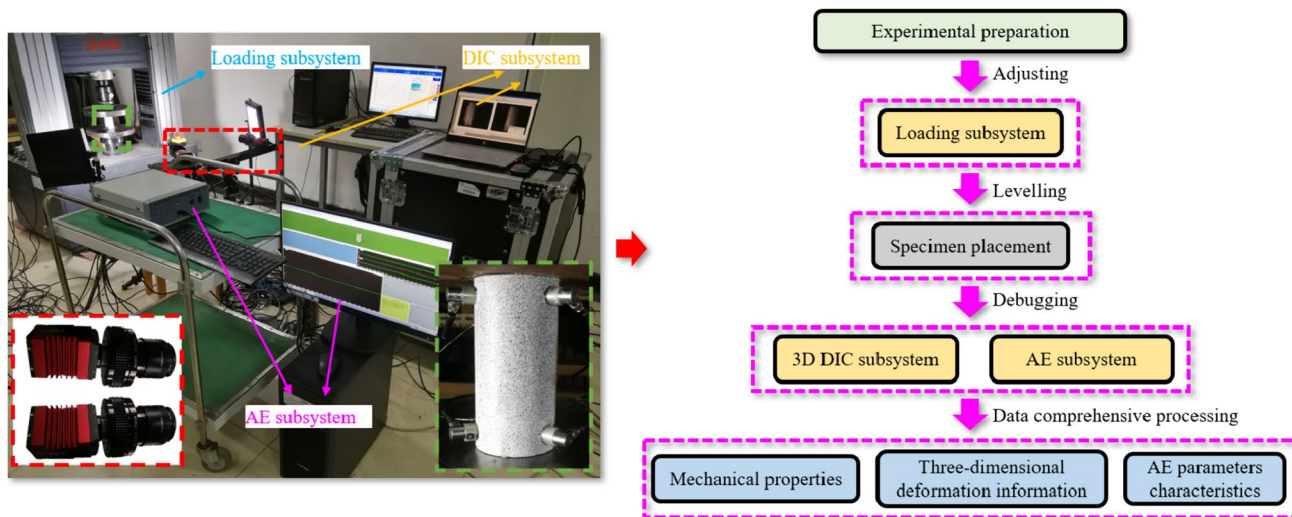 Loading subsystem
DIC subsystem
AE subsystem
Experimental preparation
Adjusting
Loading subsystem
Levelling
Specimen placement
Debugging
3D DIC subsystem
AE subsystem
Data comprehensive processing
Mechanical properties
Three-dimensional
deformation information
AE parameters
characteristics